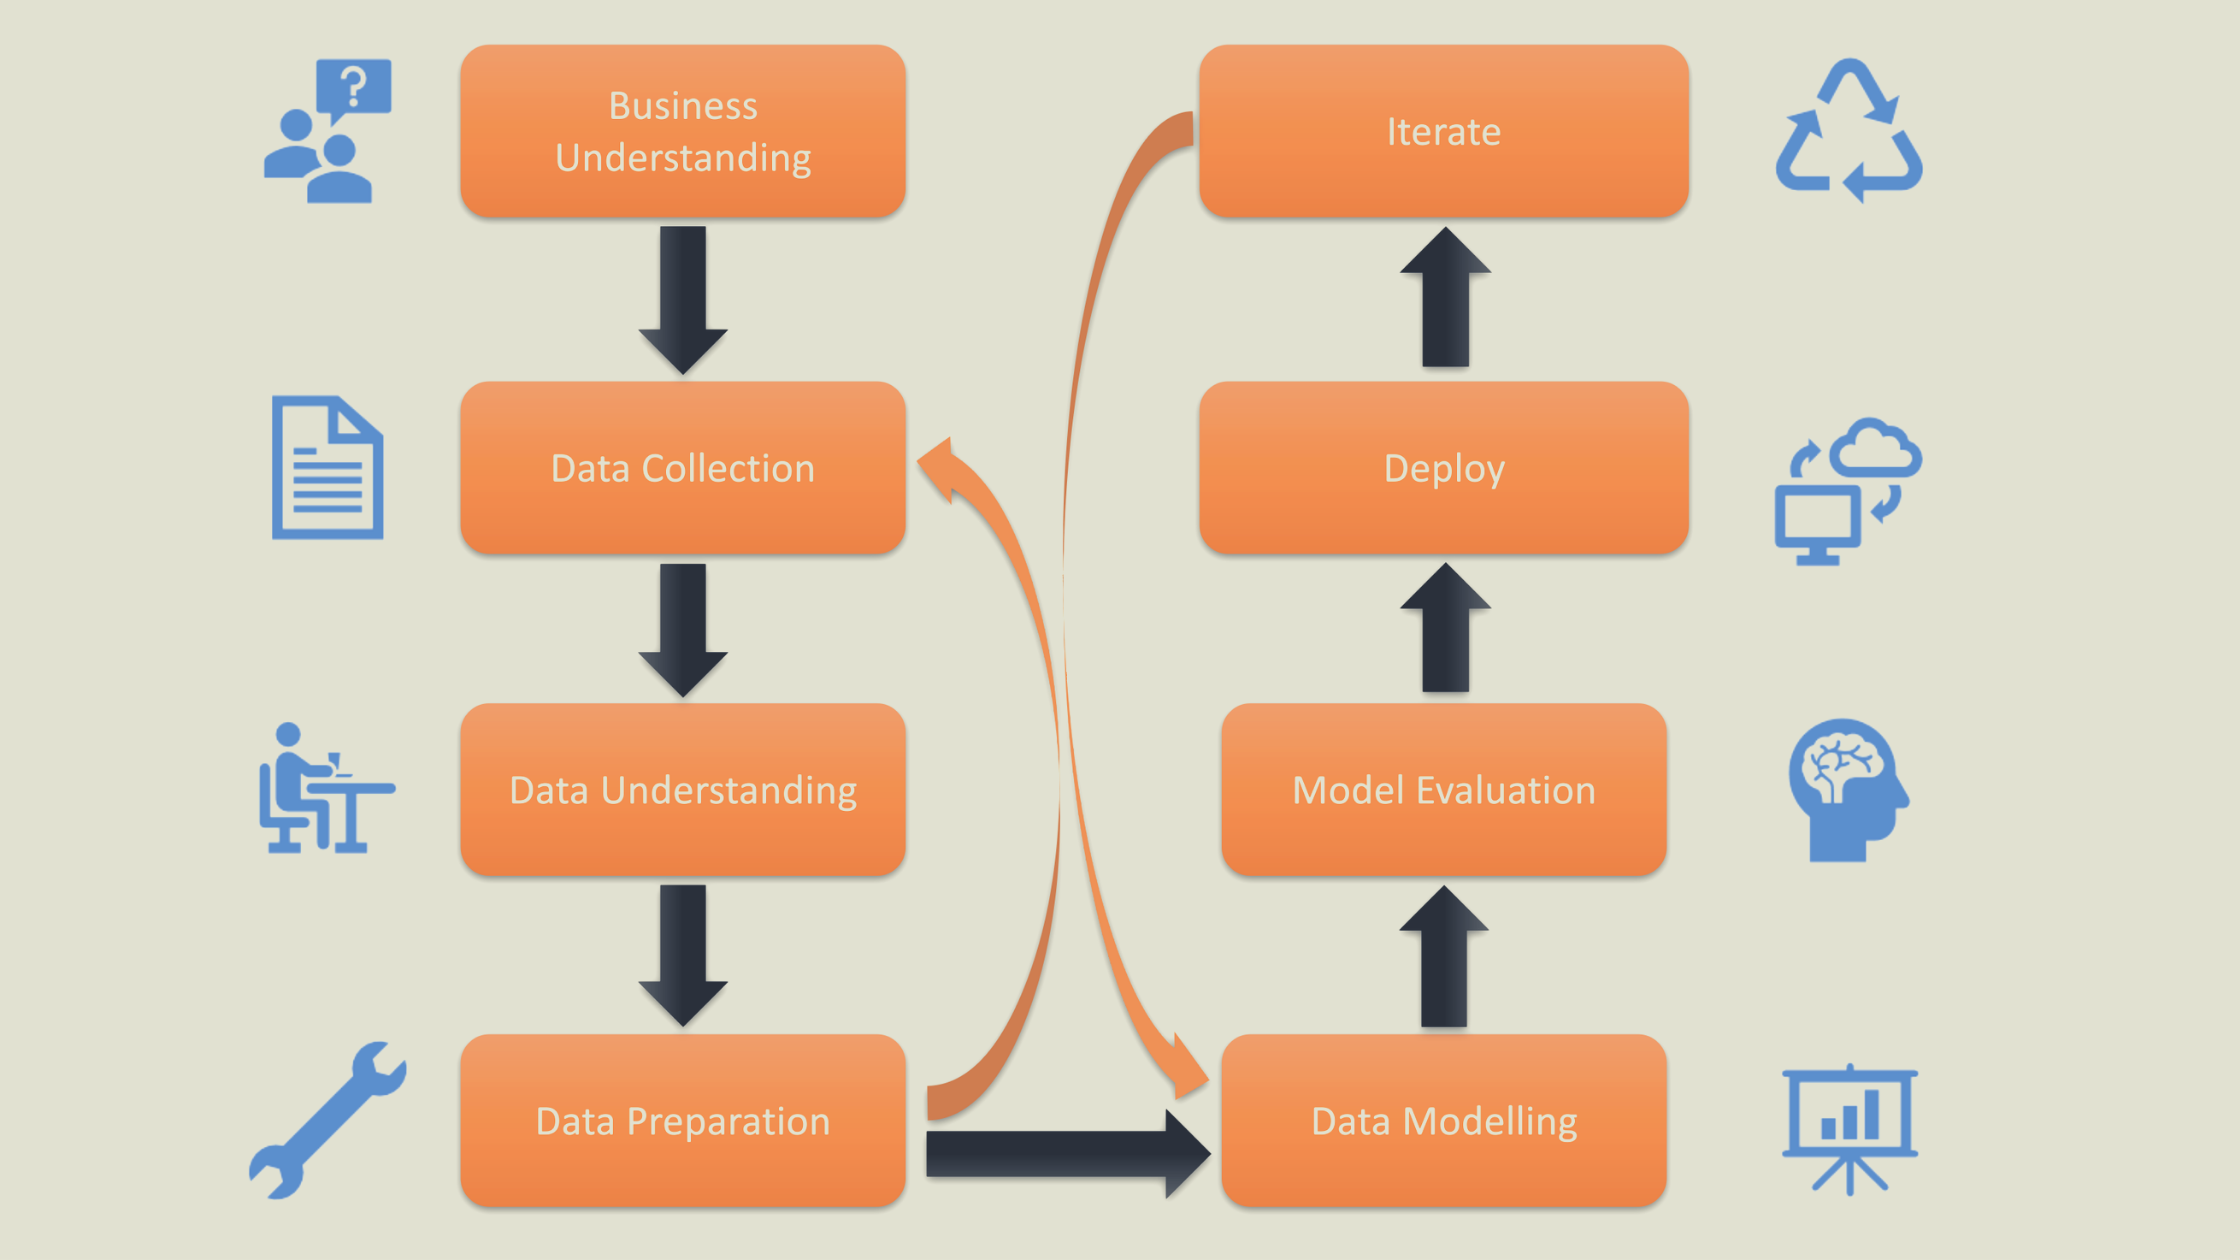 Business
Understanding
Data Collection
Data Understanding
Data Preparation
Iterate
Deploy
Model Evaluation
Data Modelling
?